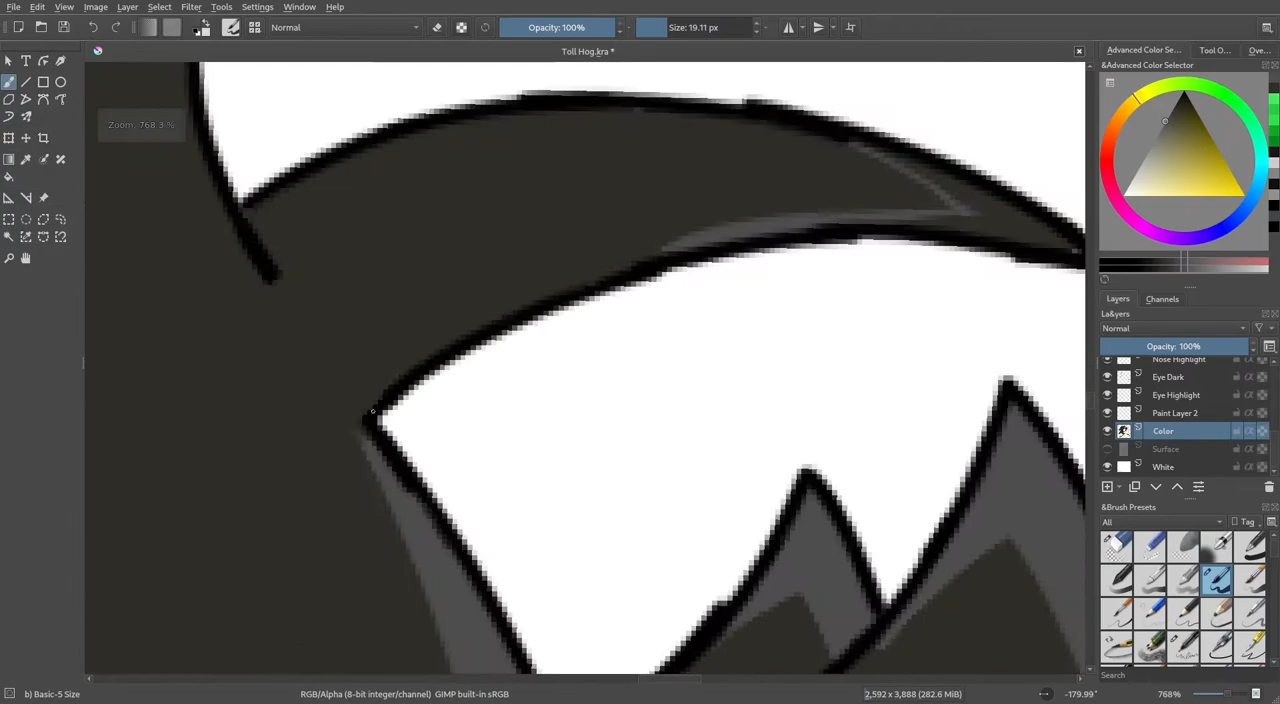 File Edit View Image Layer Select Filter Tools Settings Window Help
Normal Opacity: 100% Size: 19.11 px
Toll Hog.kra *
Advanced Color Se... Tool O... Ove...
&Advanced Color Selector
Zoom: 768.3 %
Layers Channels
La&yers
Normal
Opacity: 100%
Nose Highlight
Eye Dark
Eye Highlight
Paint Layer 2
Color
Surface
White
&Brush Presets
All Tag
Search
b) Basic-5 Size RGB/Alpha (8-bit integer/channel) GIMP built-in sRGB 2,592 x 3,888 (282.6 MiB) -179.99° 768%